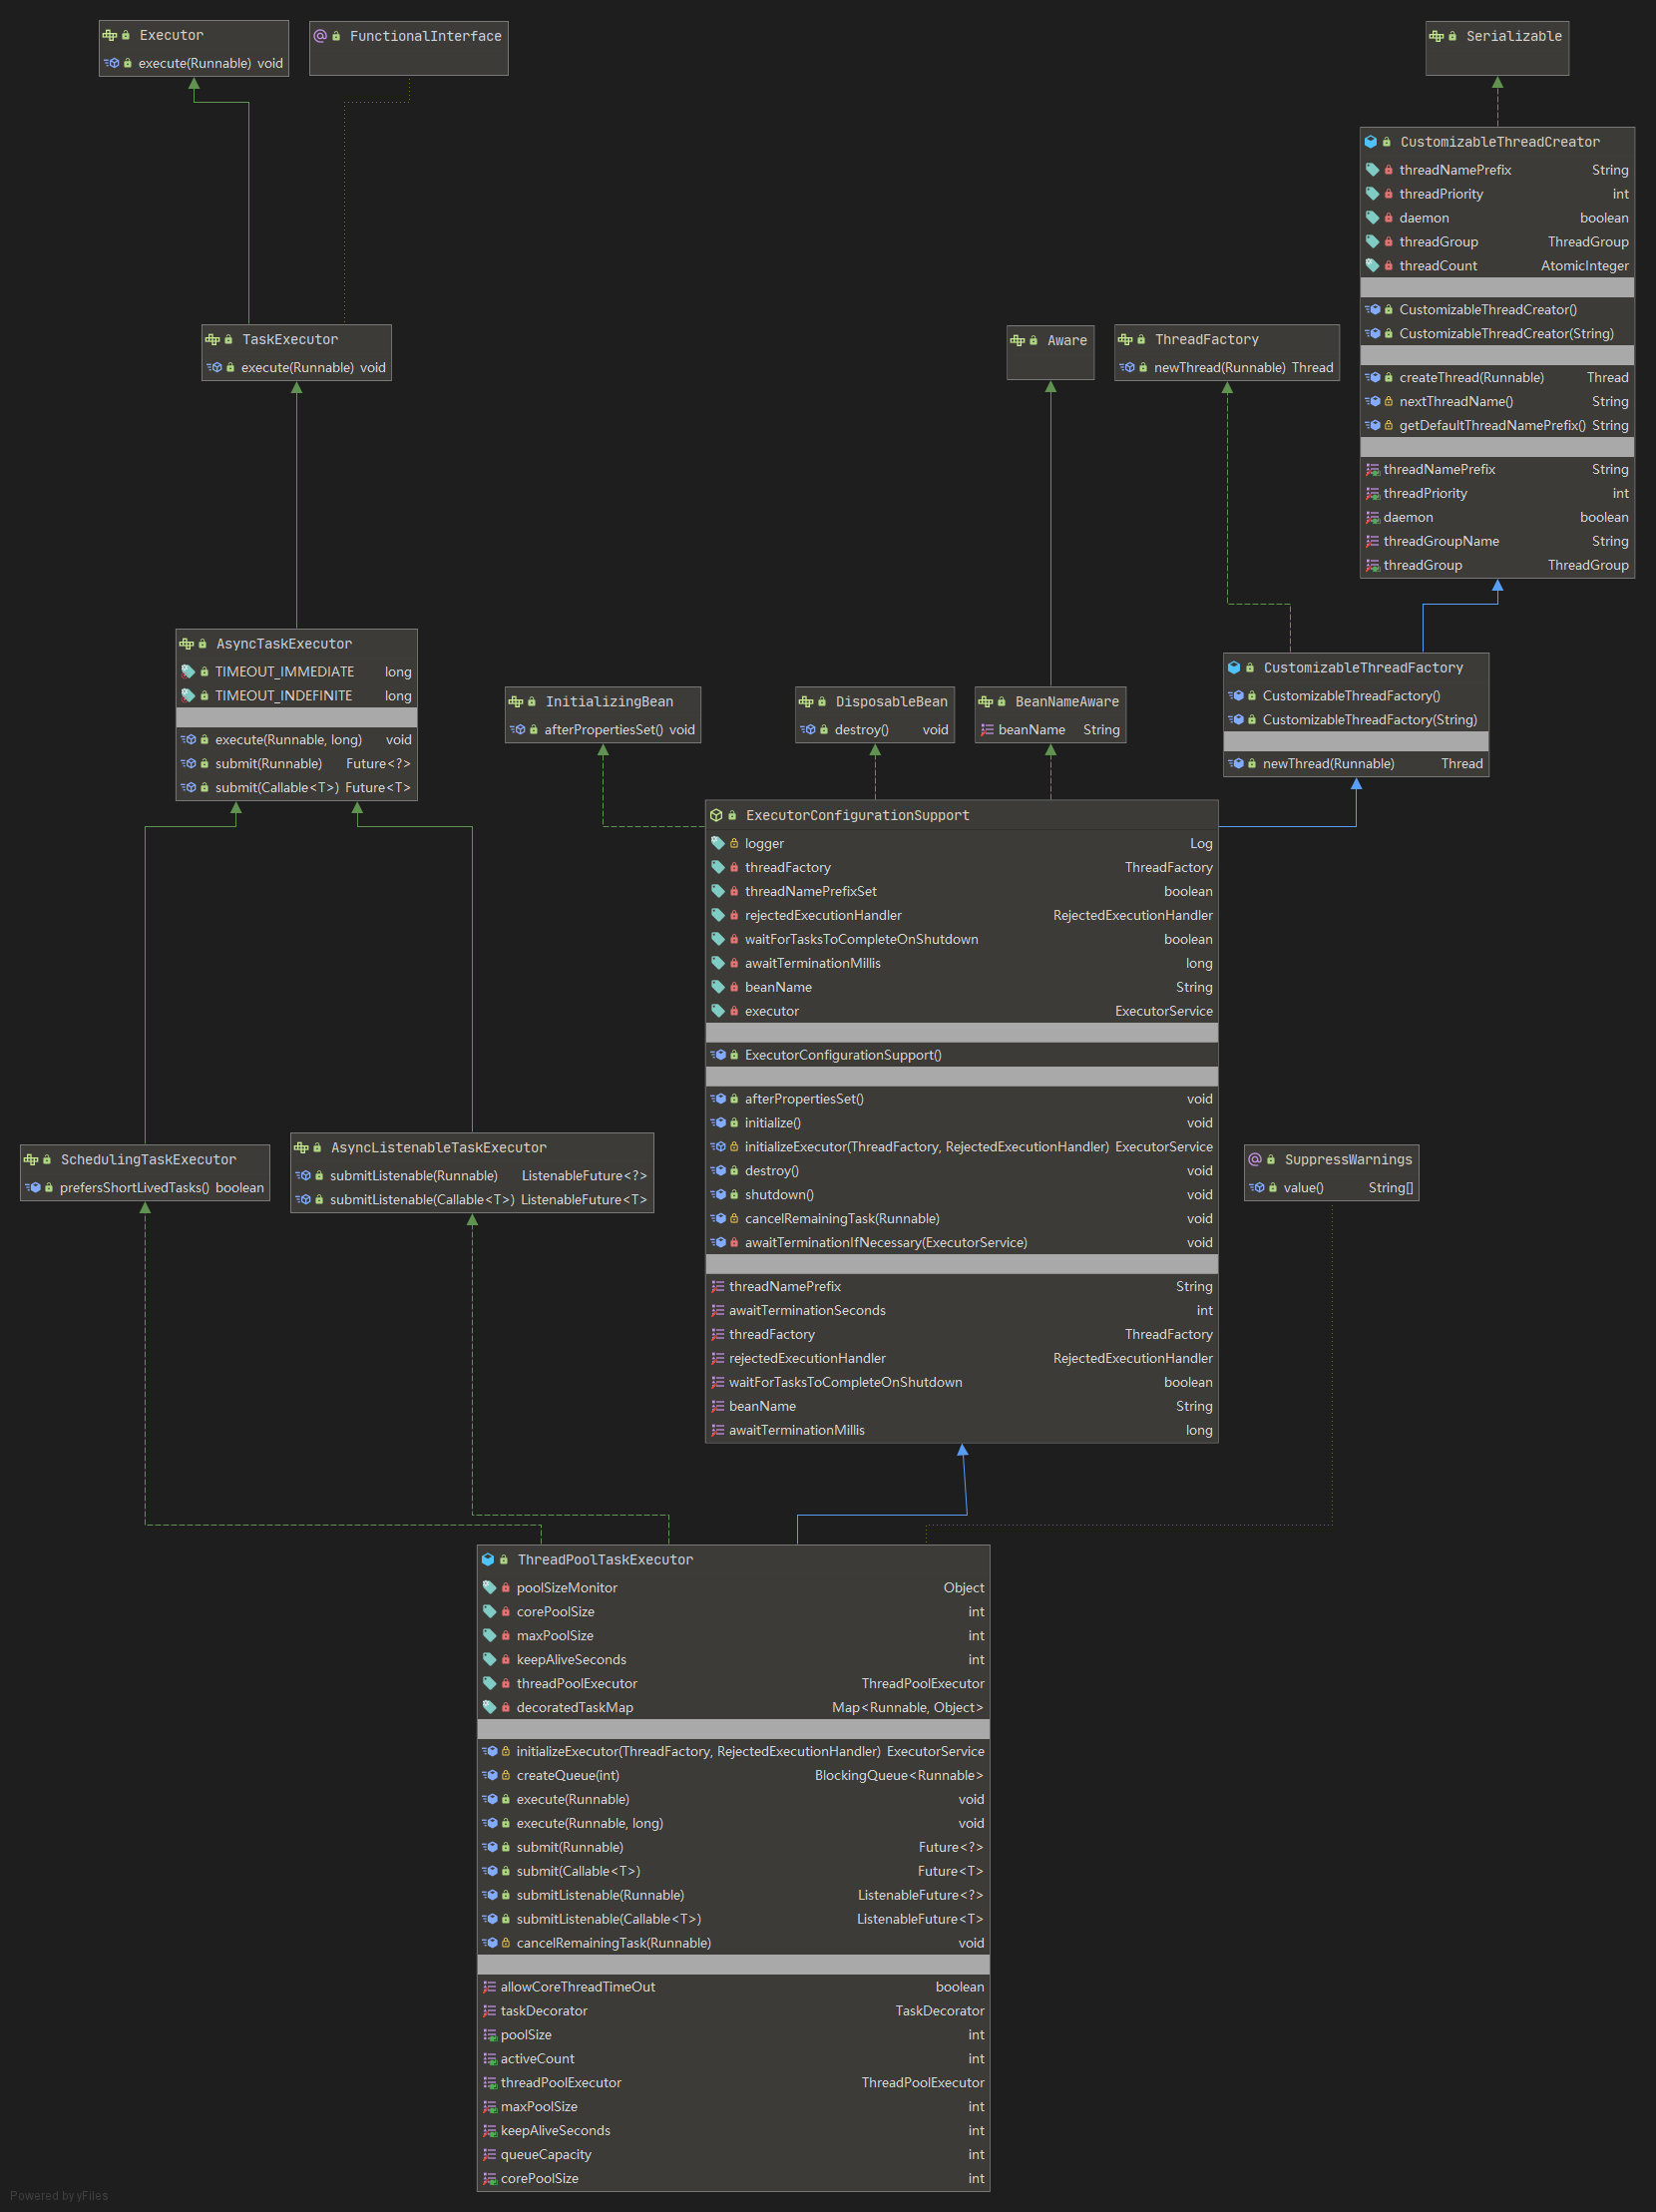 Executor
execute(Runnable) void
FunctionalInterface
Serializable
CustomizableThreadCreator
threadNamePrefix String
threadPriority int
daemon boolean
threadGroup ThreadGroup
threadCount AtomicInteger
CustomizableThreadCreator()
CustomizableThreadCreator(String)
createThread(Runnable) Thread
nextThreadName() String
getDefaultThreadNamePrefix() String
threadNamePrefix String
threadPriority int
daemon boolean
threadGroupName String
threadGroup ThreadGroup
TaskExecutor
execute(Runnable) void
Aware
ThreadFactory
newThread(Runnable) Thread
AsyncTaskExecutor
TIMEOUT_IMMEDIATE long
TIMEOUT_INDEFINITE long
execute(Runnable, long) void
submit(Runnable) Future<?>
submit(Callable<T>) Future<T>
InitializingBean
afterPropertiesSet() void
DisposableBean
destroy() void
BeanNameAware
beanName String
CustomizableThreadFactory
CustomizableThreadFactory()
CustomizableThreadFactory(String)
newThread(Runnable) Thread
ExecutorConfigurationSupport
logger Log
threadFactory ThreadFactory
threadNamePrefixSet boolean
rejectedExecutionHandler RejectedExecutionHandler
waitForTasksToCompleteOnShutdown boolean
awaitTerminationMillis long
beanName String
executor ExecutorService
ExecutorConfigurationSupport()
afterPropertiesSet() void
initialize() void
initializeExecutor(ThreadFactory, RejectedExecutionHandler) ExecutorService
destroy() void
shutdown() void
cancelRemainingTask(Runnable) void
awaitTerminationIfNecessary(ExecutorService) void
threadNamePrefix String
awaitTerminationSeconds int
threadFactory ThreadFactory
rejectedExecutionHandler RejectedExecutionHandler
waitForTasksToCompleteOnShutdown boolean
beanName String
awaitTerminationMillis long
SchedulingTaskExecutor
prefersShortLivedTasks() boolean
AsyncListenableTaskExecutor
submitListenable(Runnable) ListenableFuture<?>
submitListenable(Callable<T>) ListenableFuture<T>
SuppressWarnings
value() String[]
ThreadPoolTaskExecutor
poolSizeMonitor Object
corePoolSize int
maxPoolSize int
keepAliveSeconds int
threadPoolExecutor ThreadPoolExecutor
decoratedTaskMap Map<Runnable, Object>
initializeExecutor(ThreadFactory, RejectedExecutionHandler) ExecutorService
createQueue(int) BlockingQueue<Runnable>
execute(Runnable) void
execute(Runnable, long) void
submit(Runnable) Future<?>
submit(Callable<T>) Future<T>
submitListenable(Runnable) ListenableFuture<?>
submitListenable(Callable<T>) ListenableFuture<T>
cancelRemainingTask(Runnable) void
allowCoreThreadTimeOut boolean
taskDecorator TaskDecorator
poolSize int
activeCount int
threadPoolExecutor ThreadPoolExecutor
maxPoolSize int
keepAliveSeconds int
queueCapacity int
corePoolSize int
Powered by yFiles